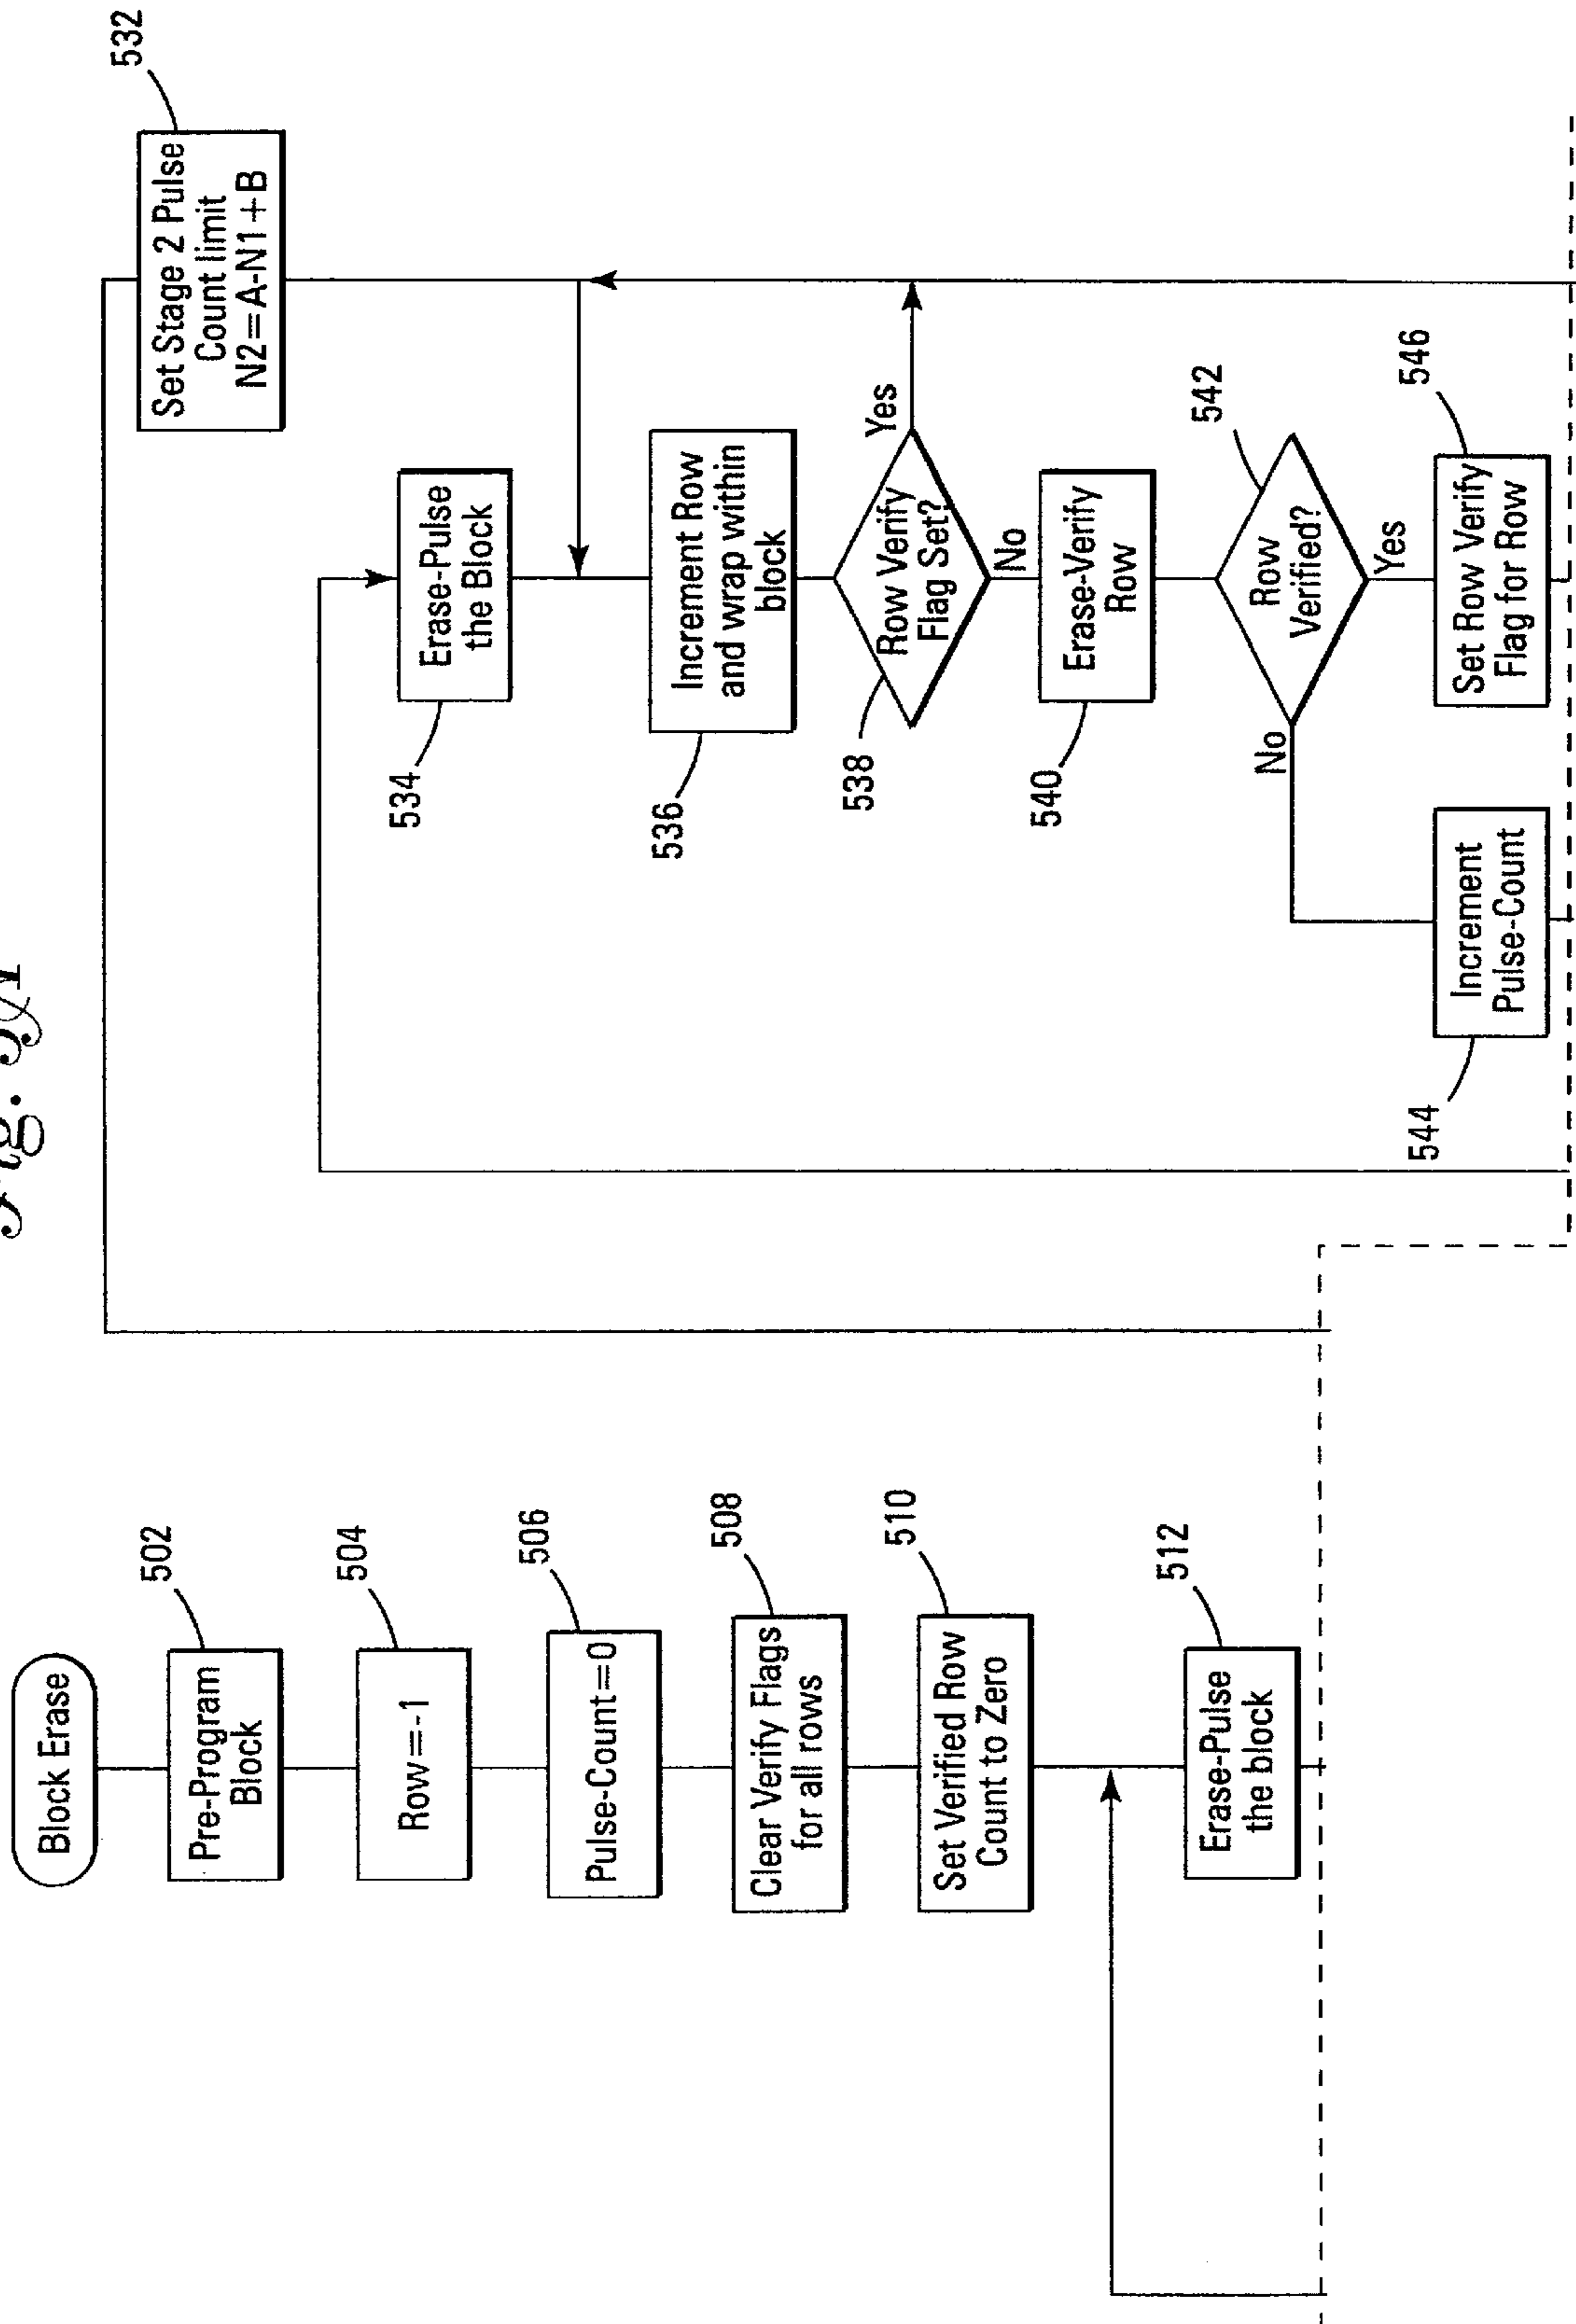 Fig. 5A
Block Erase
Pre-Program
Block
502
Row=-1
504
Pulse-Count=0
506
Clear Verify Flags
for all rows
508
Set Verified Row
Count to Zero
510
Erase-Pulse
the block
512
Set Stage 2 Pulse
Count limit
N2=A-N1+B
532
Erase-Pulse
the Block
534
Increment Row
and wrap within
block
536
Row Verify
Flag Set?
538
Yes
No
Erase-Verify
Row
540
Row
Verified?
542
No
Yes
Increment
Pulse-Count
544
Set Row Verify
Flag for Row
546